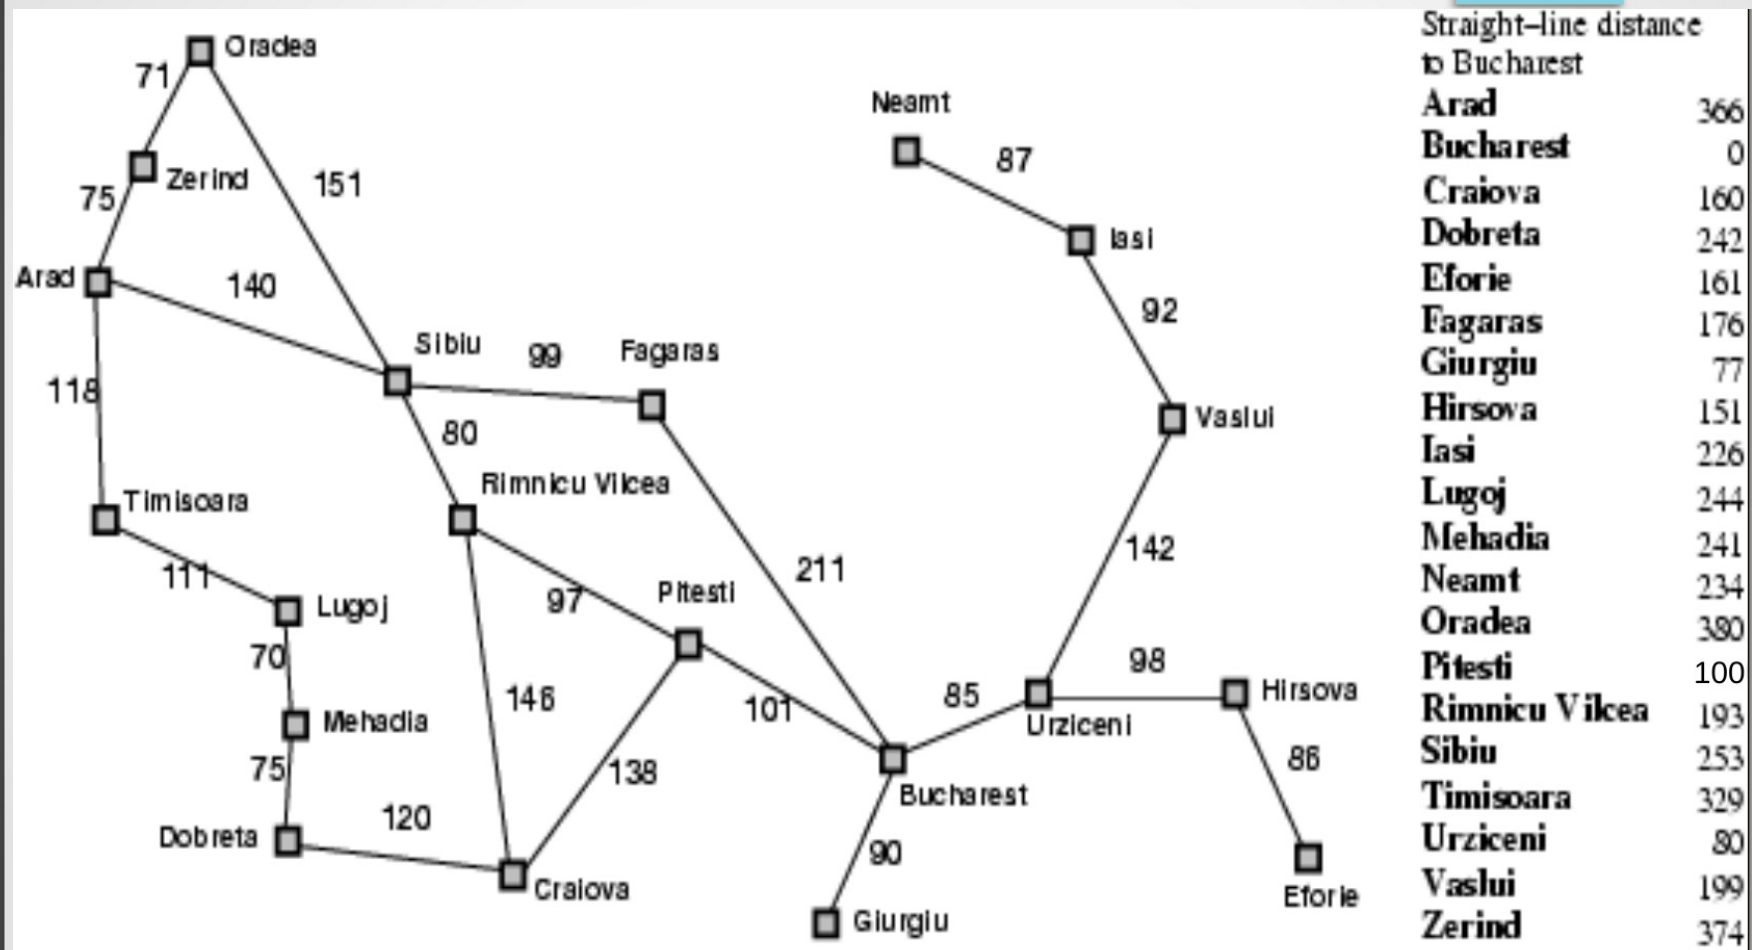 Oradea
71
Neamt
87
Zerind
151
75
Iasi
Arad
140
92
Sibiu
99
Fagaras
118
80
Vaslui
Rimnicu Vilcea
Timisoara
142
111
211
Pitesti
97
Lugoj
70
98
146
85
Hirsova
101
Mehadia
Urziceni
86
138
75
Bucharest
120
Dobreta
90
Craiova
Eforie
Giurgiu
Straight–line distance
to Bucharest
Arad 366
Bucharest 0
Craiova 160
Dobreta 242
Eforie 161
Fagaras 176
Giurgiu 77
Hirsova 151
Iasi 226
Lugoj 244
Mehadia 241
Neamt 234
Oradea 380
Pitesti 100
Rimnicu Vilcea 193
Sibiu 253
Timisoara 329
Urziceni 80
Vaslui 199
Zerind 374